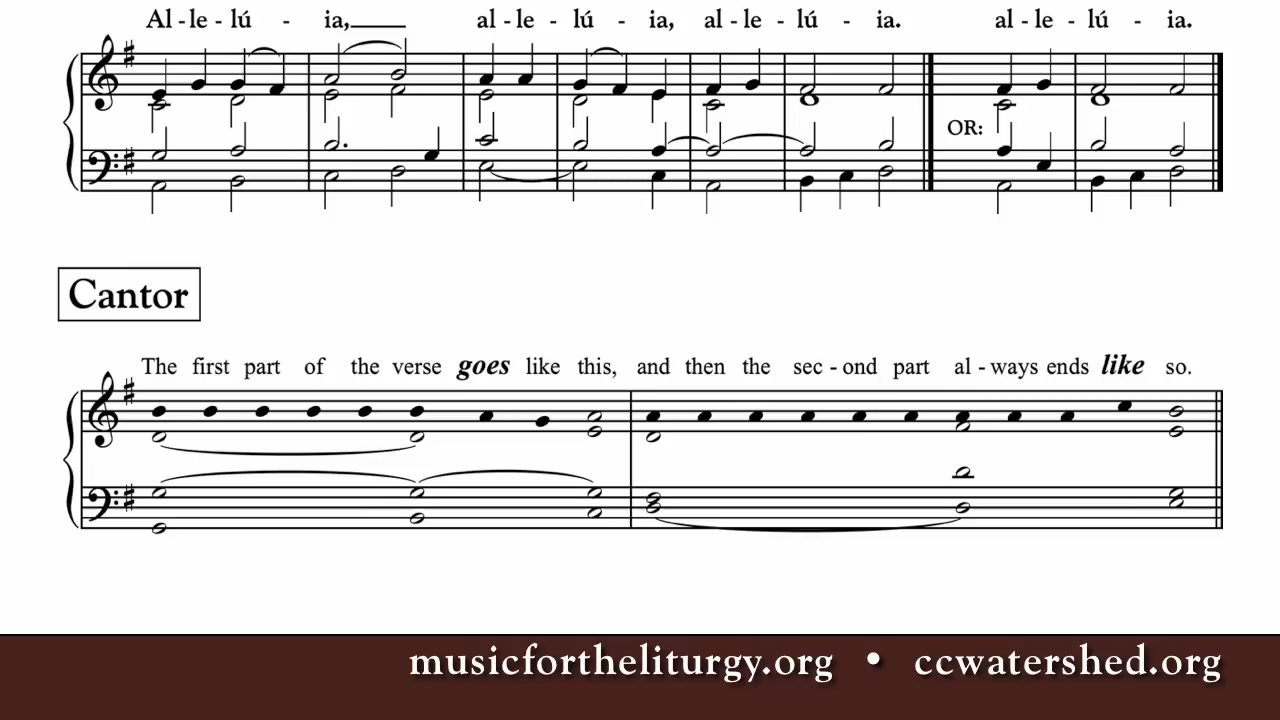 Al - le - lú - ia, al - le - lú - ia, al - le - lú - ia. al - le - lú - ia.
OR:
Cantor
The first part of the verse goes like this, and then the sec - ond part al - ways ends like so.
musicfortheliturgy.org • ccwatershed.org